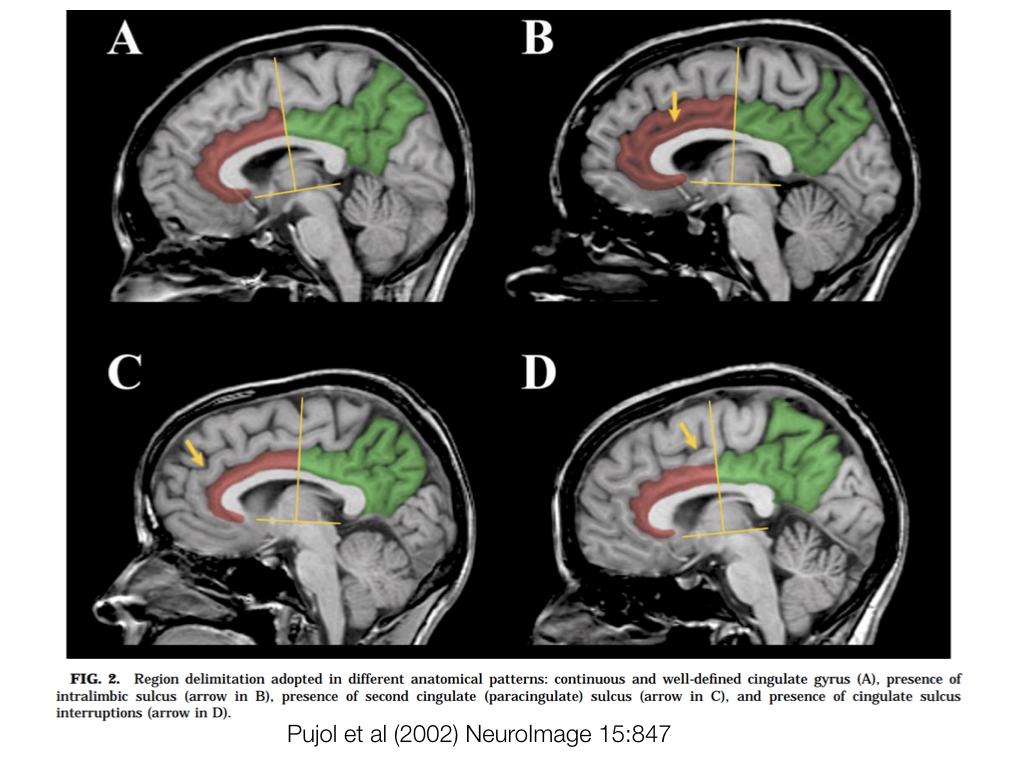 A
B
C
D
FIG. 2. Region delimitation adopted in different anatomical patterns: continuous and well-defined cingulate gyrus (A), presence of
intralimbic sulcus (arrow in B), presence of second cingulate (paracingulate) sulcus (arrow in C), and presence of cingulate sulcus
interruptions (arrow in D).
Pujol et al (2002) NeuroImage 15:847